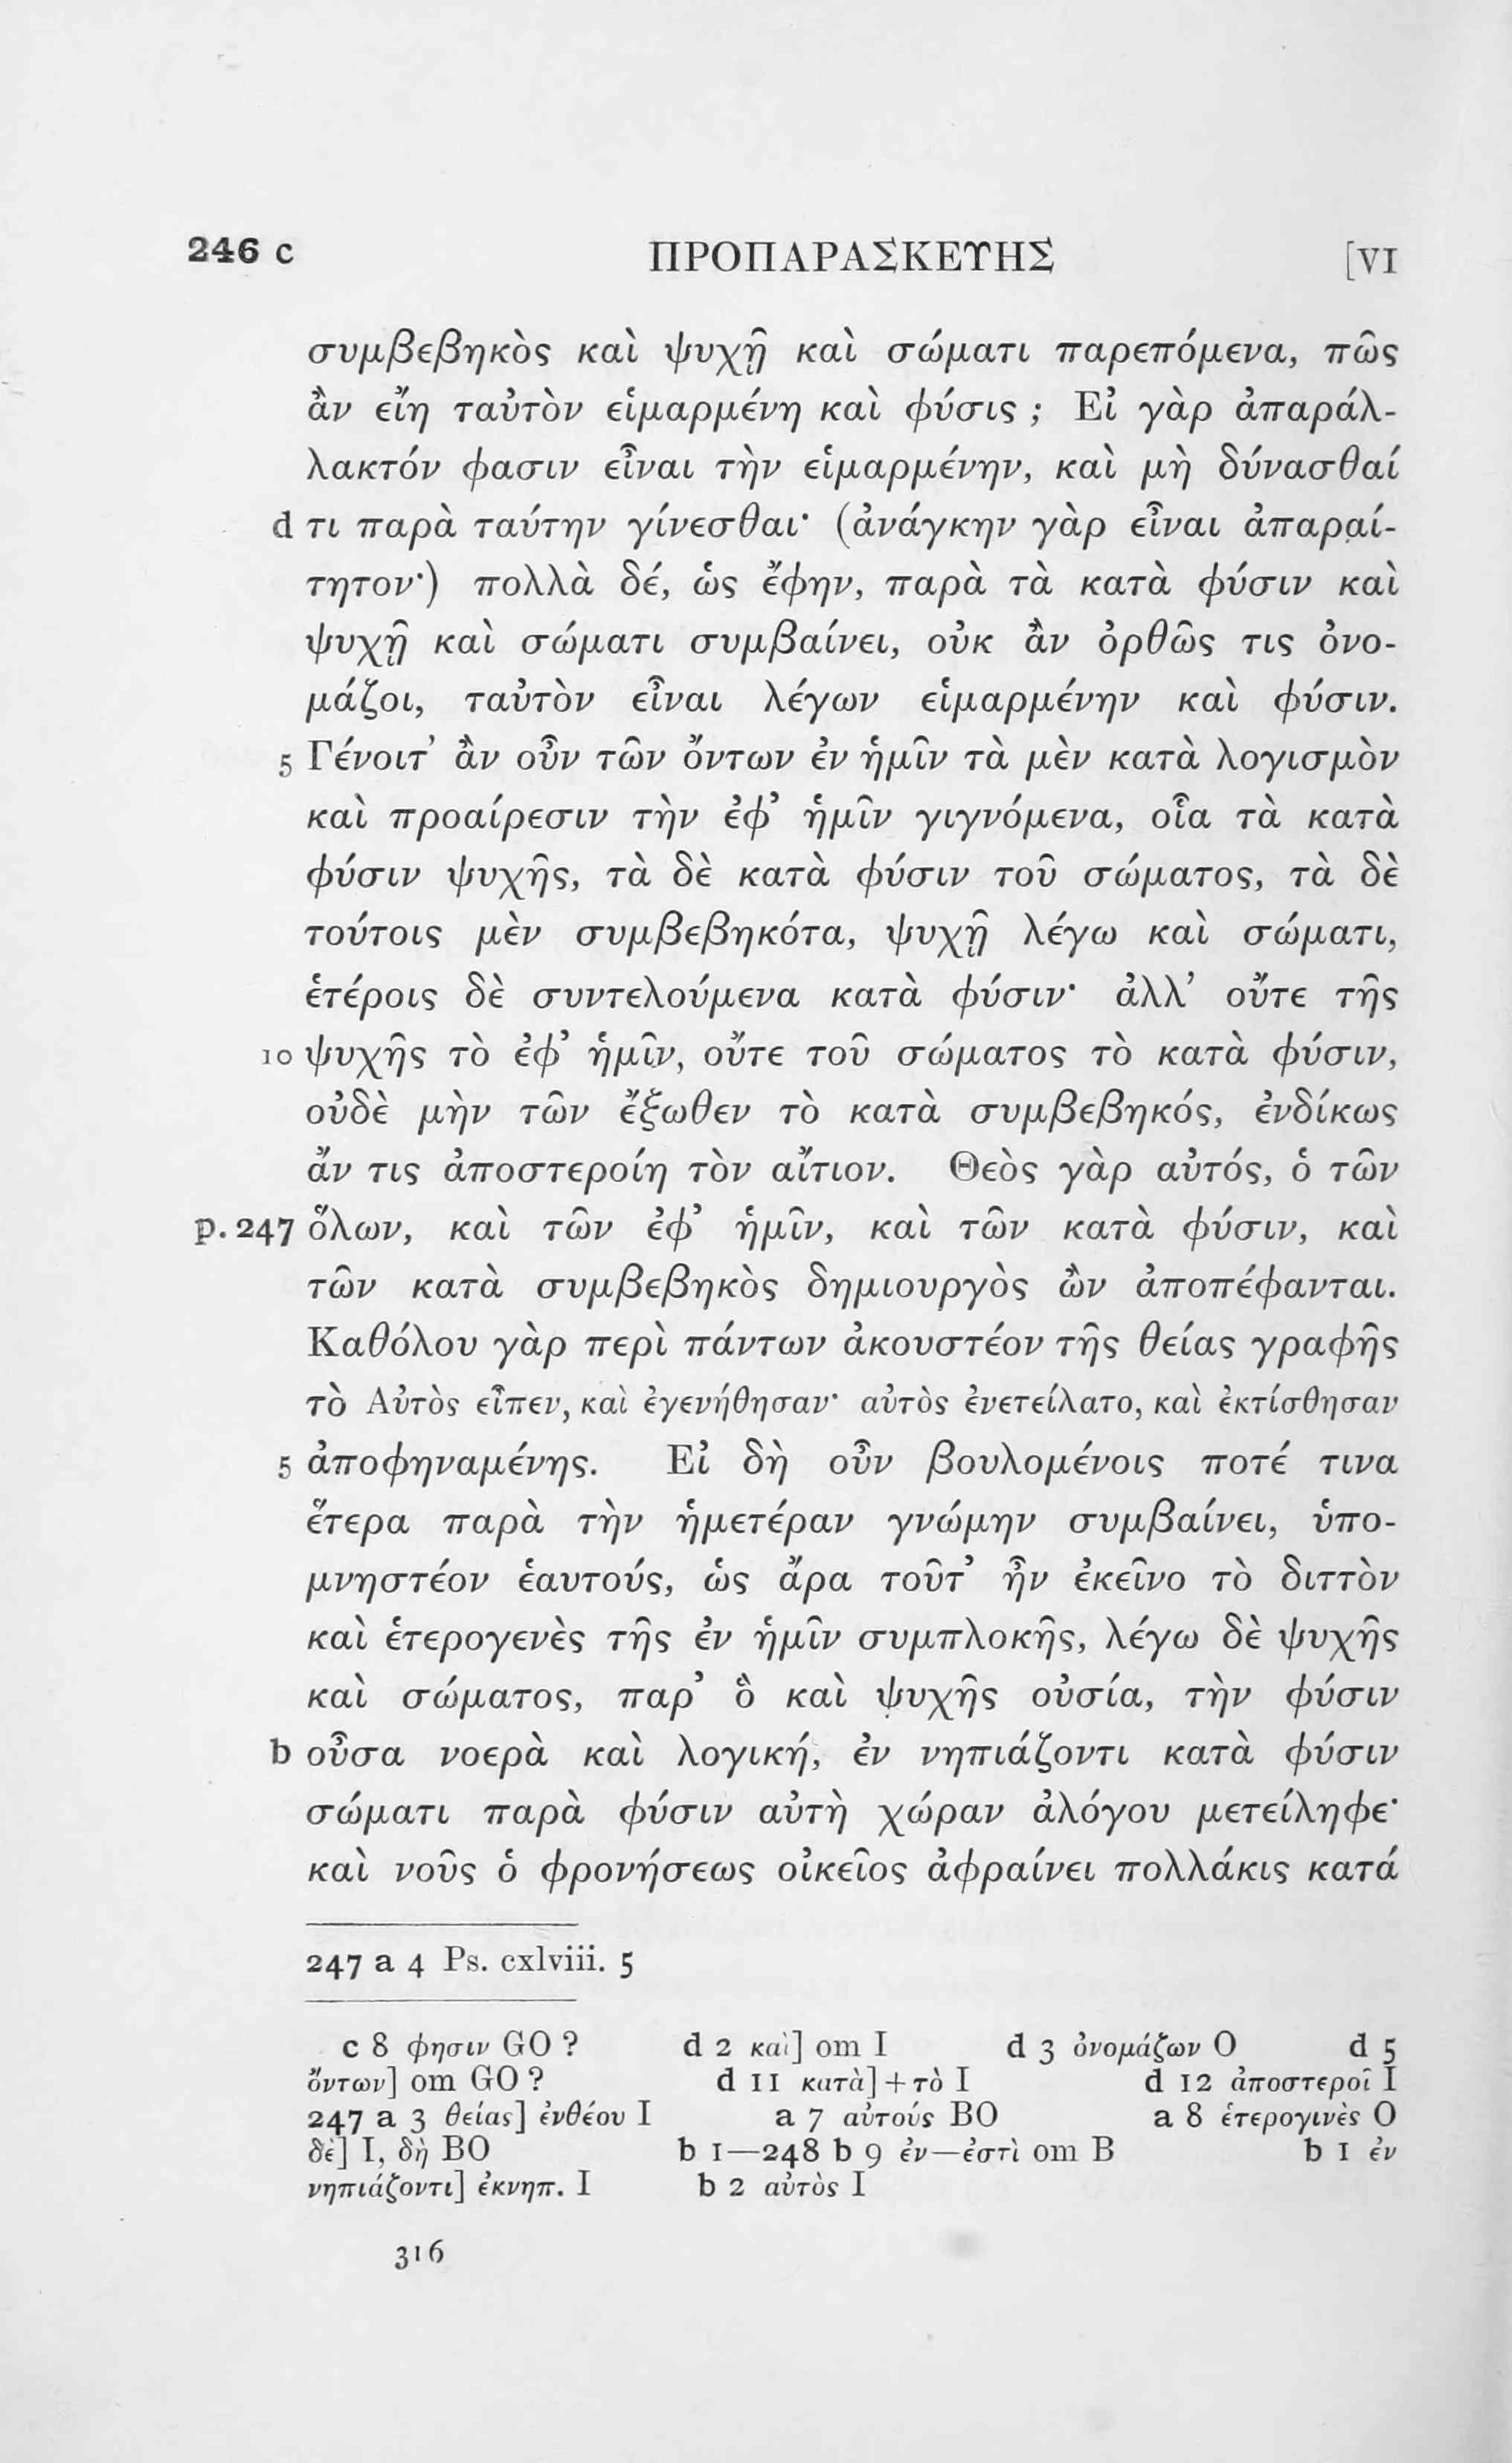 246 c ΠΡΟΠΑΡΑΣΚΕΥΗΣ [VI
συμβεβηκὸς καὶ ψυχῇ καὶ σώματι παρεπόμενα, πῶς
ἂν εἴη ταὐτὸν εἱμαρμένη καὶ φύσις ; Εἰ γὰρ ἀπαράλ-
λακτόν φασιν εἶναι τὴν εἱμαρμένην, καὶ μὴ δύνασθαί
d τι παρὰ ταύτην γίνεσθαι· (ἀνάγκην γὰρ εἶναι ἀπαραί-
τητον·) πολλὰ δέ, ὡς ἔφην, παρὰ τὰ κατὰ φύσιν καὶ
ψυχῇ καὶ σώματι συμβαίνει, οὐκ ἂν ὀρθῶς τις ὀνο-
μάζοι, ταὐτὸν εἶναι λέγων εἱμαρμένην καὶ φύσιν.
5 Γένοιτ’ ἂν οὖν τῶν ὄντων ἐν ἡμῖν τὰ μὲν κατὰ λογισμὸν
καὶ προαίρεσιν τὴν ἐφ’ ἡμῖν γιγνόμενα, οἷα τὰ κατὰ
φύσιν ψυχῆς, τὰ δὲ κατὰ φύσιν τοῦ σώματος, τὰ δὲ
τούτοις μὲν συμβεβηκότα, ψυχῇ λέγω καὶ σώματι,
ἑτέροις δὲ συντελούμενα κατὰ φύσιν· ἀλλ’ οὔτε τῆς
10 ψυχῆς τὸ ἐφ’ ἡμῖν, οὔτε τοῦ σώματος τὸ κατὰ φύσιν,
οὐδὲ μὴν τῶν ἔξωθεν τὸ κατὰ συμβεβηκός, ἐνδίκως
ἄν τις ἀποστεροίη τὸν αἴτιον. Θεὸς γὰρ αὐτός, ὁ τῶν
p. 247 ὅλων, καὶ τῶν ἐφ’ ἡμῖν, καὶ τῶν κατὰ φύσιν, καὶ
τῶν κατὰ συμβεβηκὸς δημιουργὸς ὢν ἀποπέφανται.
Καθόλου γὰρ περὶ πάντων ἀκουστέον τῆς θείας γραφῆς
τὸ Αὐτὸς εἶπεν, καὶ ἐγενήθησαν· αὐτὸς ἐνετείλατο, καὶ ἐκτίσθησαν
5 ἀποφηναμένης. Εἰ δὴ οὖν βουλομένοις ποτέ τινα
ἕτερα παρὰ τὴν ἡμετέραν γνώμην συμβαίνει, ὑπο-
μνηστέον ἑαυτούς, ὡς ἄρα τοῦτ’ ἦν ἐκεῖνο τὸ διττὸν
καὶ ἑτερογενὲς τῆς ἐν ἡμῖν συμπλοκῆς, λέγω δὲ ψυχῆς
καὶ σώματος, παρ’ ὃ καὶ ψυχῆς οὐσία, τὴν φύσιν
b οὖσα νοερὰ καὶ λογική, ἐν νηπιάζοντι κατὰ φύσιν
σώματι παρὰ φύσιν αὐτὴ χώραν ἀλόγου μετείληφε·
καὶ νοῦς ὁ φρονήσεως οἰκεῖος ἀφραίνει πολλάκις κατά
247 a 4 Ps. cxlviii. 5
c 8 φησιν GO ? d 2 καὶ] om I d 3 ὀνομάζων O d 5
ὄντων] om GO ? d 11 κατὰ] + τὸ I d 12 ἀποστεροῖ I
247 a 3 θείας] ἐνθέου I a 7 αὐτούς BO a 8 ἑτερογινὲς O
δὲ] I, δὴ BO b 1—248 b 9 ἐν—ἐστὶ om B b 1 ἐν
νηπιάζοντι] ἐκνηπ. I b 2 αὐτὸς I
316